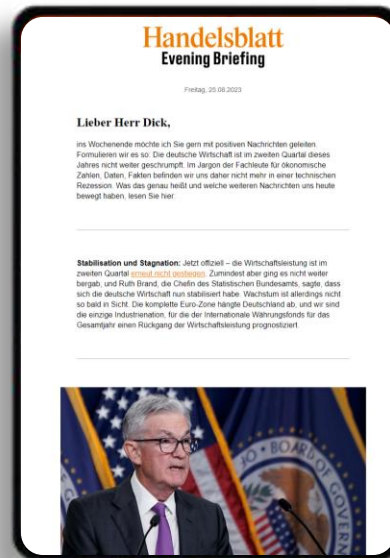 Handelsblatt
Evening Briefing
Freitag, 25.08.2023
Lieber Herr Dick,
ins Wochenende möchte ich Sie gern mit positiven Nachrichten geleiten.
Formulieren wir es so: Die deutsche Wirtschaft ist im zweiten Quartal dieses
Jahres nicht weiter geschrumpft. Im Jargon der Fachleute für ökonomische
Zahlen, Daten, Fakten befinden wir uns daher nicht mehr in einer technischen
Rezession. Was das genau heißt und welche weiteren Nachrichten uns heute
bewegt haben, lesen Sie hier.
Stabilisation und Stagnation: Jetzt offiziell – die Wirtschaftsleistung ist im
zweiten Quartal erneut nicht gestiegen. Zumindest aber ging es nicht weiter
bergab, und Ruth Brand, die Chefin des Statistischen Bundesamts, sagte, dass
sich die deutsche Wirtschaft nun stabilisiert habe. Wachstum ist allerdings nicht
so bald in Sicht. Die komplette Euro-Zone hängte Deutschland ab, und wir sind
die einzige Industrienation, für die der Internationale Währungsfonds für das
Gesamtjahr einen Rückgang der Wirtschaftsleistung prognostiziert.
BOARD OF GOVER